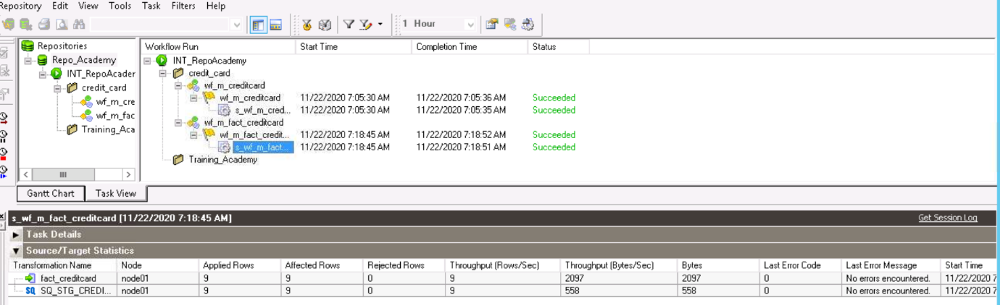 Repository Edit View Tools Task Filters Help
1 Hour
Repositories
Repo_Academy
INT_RepoAcader
credit_card
wf_m_cre
wf_m_fac
Training_Aca
Workflow Run Start Time Completion Time Status
INT_RepoAcademy
credit_card
wf_m_creditcard
wf_m_creditcard 11/22/2020 7:05:30 AM 11/22/2020 7:05:36 AM Succeeded
s_wf_m_cred... 11/22/2020 7:05:30 AM 11/22/2020 7:05:35 AM Succeeded
wf_m_fact_creditcard
wf_m_fact_credit... 11/22/2020 7:18:45 AM 11/22/2020 7:18:52 AM Succeeded
s_wf_m_fact... 11/22/2020 7:18:45 AM 11/22/2020 7:18:51 AM Succeeded
Training_Academy
Gantt Chart Task View
s_wf_m_fact_creditcard [11/22/2020 7:18:45 AM] Get Session Log
Task Details
Source/Target Statistics
Transformation Name Node Applied Rows Affected Rows Rejected Rows Throughput (Rows/Sec) Throughput (Bytes/Sec) Bytes Last Error Code Last Error Message Start Time
fact_creditcard node01 9 9 0 9 2097 2097 0 No errors encountered. 11/22/2020 7
SQ SQ_STG_CREDI... node01 9 9 0 9 558 558 0 No errors encountered. 11/22/2020 7